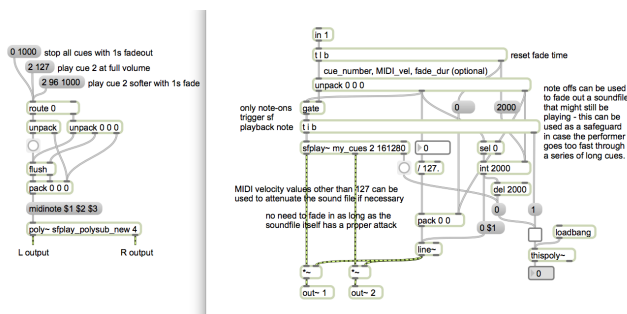 0 1000 stop all cues with 1s fadeout
2 127 play cue 2 at full volume
2 96 1000 play cue 2 softer with 1s fade
route 0
unpack
unpack 0 0 0
flush
pack 0 0 0
midinote $1 $2 $3
poly~ sfplay_polysub_new 4
L output
R output
in 1
t l b
reset fade time
cue_number, MIDI_vel, fade_dur (optional)
unpack 0 0 0
only note-ons
trigger sf
playback note
gate
0
2000
note offs can be used
to fade out a soundfile
that might still be
playing - this can be
used as a safeguard
in case the performer
goes too fast through
a series of long cues.
t i b
sfplay~ my_cues 2 161280
0
sel 0
/ 127.
int 2000
MIDI velocity values other than 127 can be
used to attenuate the sound file if necessary
del 2000
no need to fade in as long as the
soundfile itself has a proper attack
pack 0 0
0
1
0 $1
loadbang
line~
thispoly~
0
*~
*~
out~ 1
out~ 2